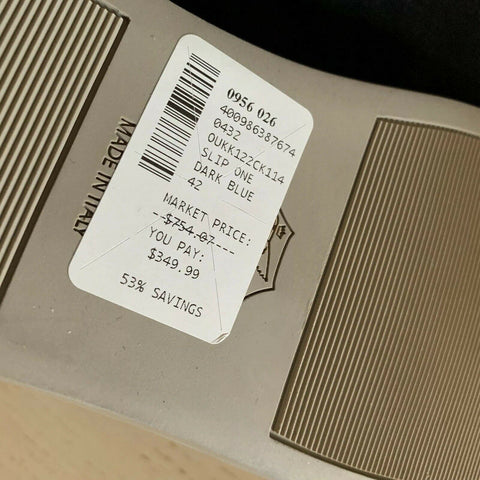 0956 026
400986387674
0432
OUKK122CK114
SLIP ONE
DARK BLUE
42
MARKET PRICE:
--$754.07---
YOU PAY:
$349.99
53% SAVINGS
MADE IN ITALY